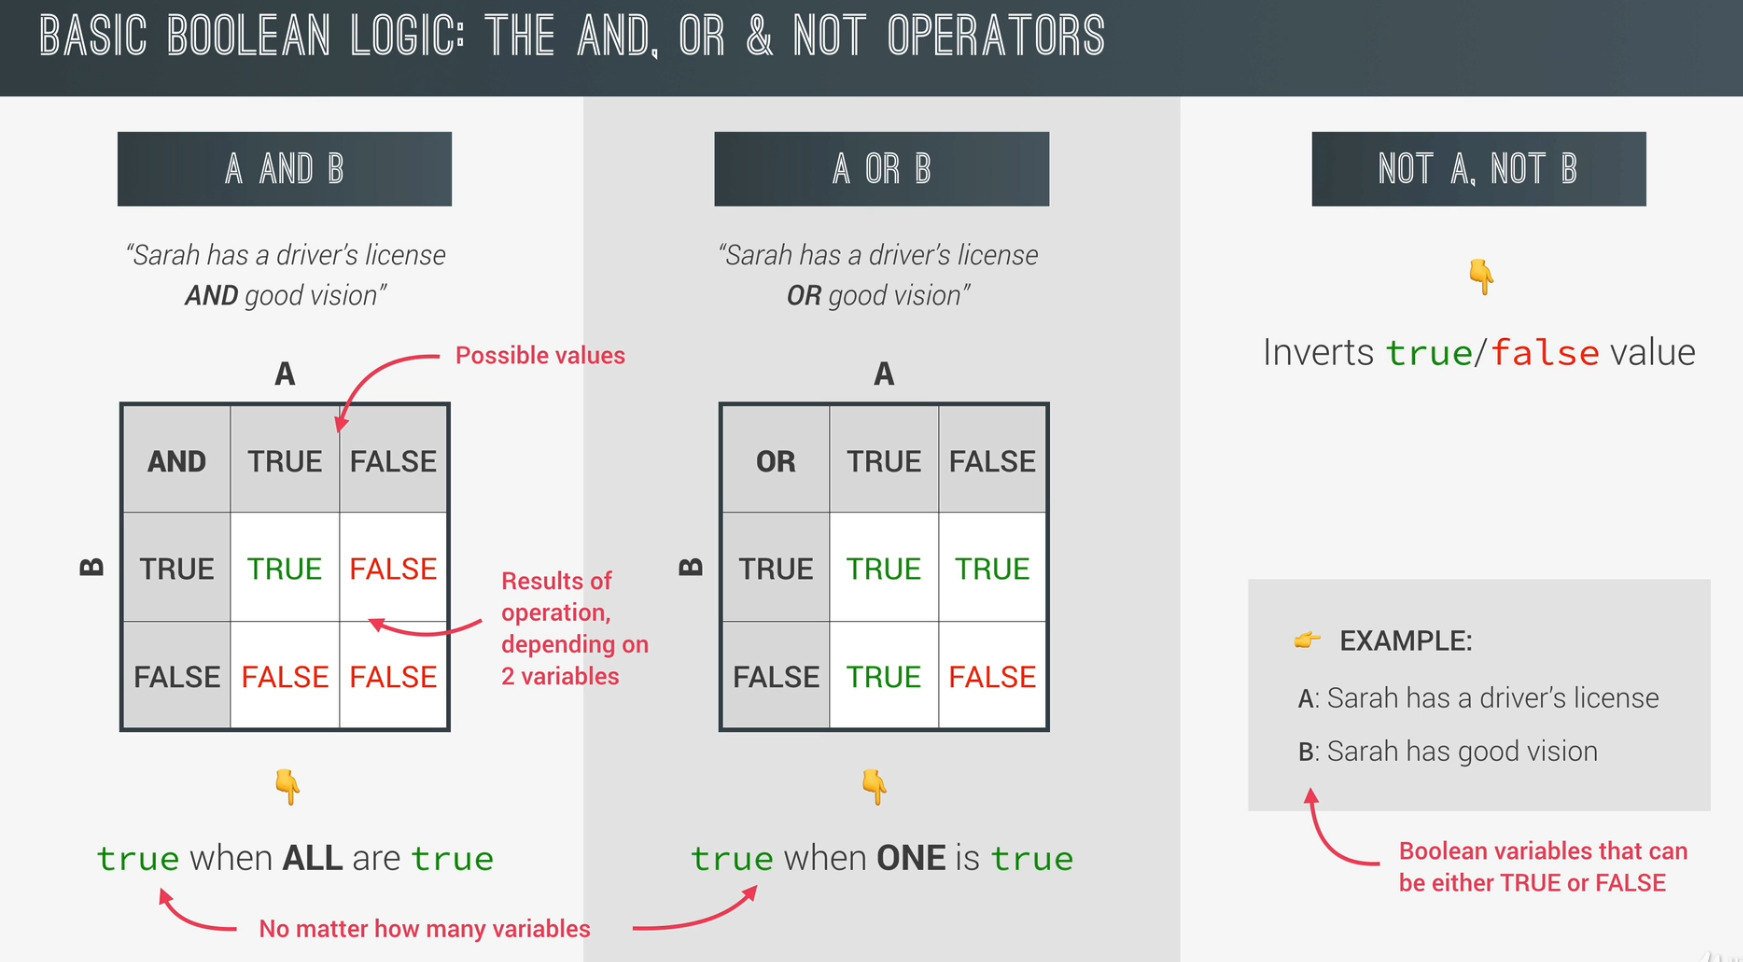 BASIC BOOLEAN LOGIC: THE AND, OR & NOT OPERATORS
A AND B
“Sarah has a driver’s license
AND good vision”
Possible values
A
AND TRUE FALSE
B
TRUE TRUE FALSE
FALSE FALSE FALSE
Results of
operation,
depending on
2 variables
true when ALL are true
No matter how many variables
A OR B
“Sarah has a driver’s license
OR good vision”
A
OR TRUE FALSE
B
TRUE TRUE TRUE
FALSE TRUE FALSE
true when ONE is true
NOT A, NOT B
Inverts true/false value
EXAMPLE:
A: Sarah has a driver’s license
B: Sarah has good vision
Boolean variables that can
be either TRUE or FALSE